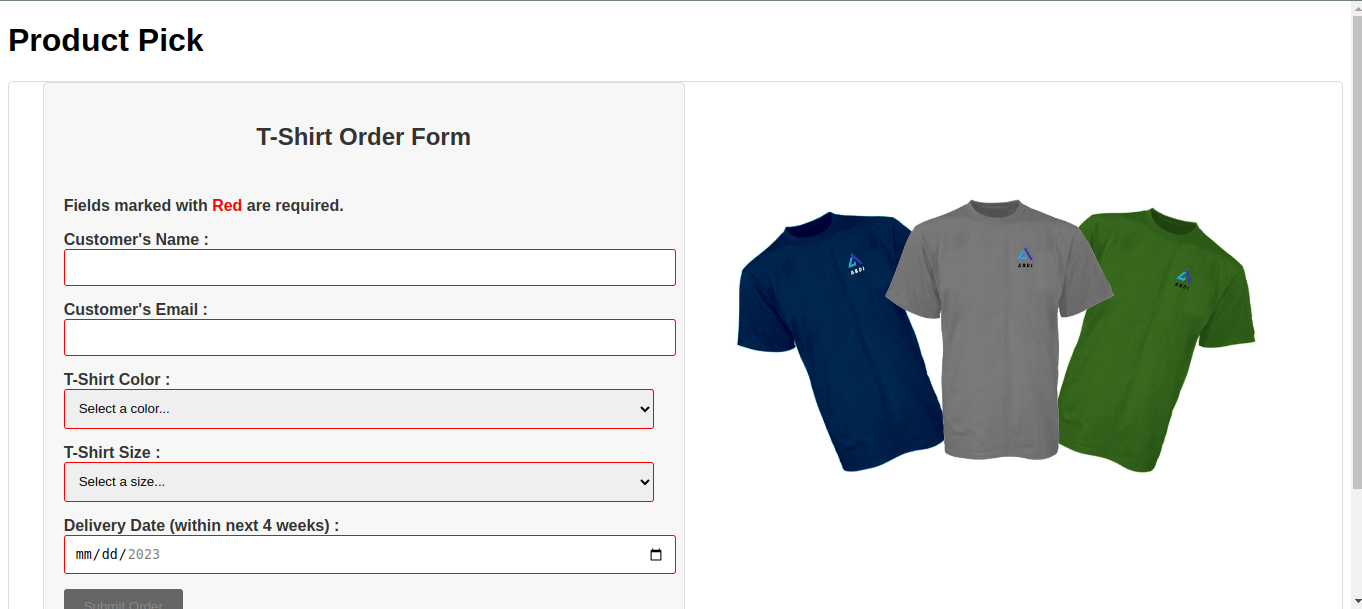 Product Pick
T-Shirt Order Form
Fields marked with Red are required.
Customer's Name :
Customer's Email :
T-Shirt Color :
Select a color...
T-Shirt Size :
Select a size...
Delivery Date (within next 4 weeks) :
mm/dd/2023
Submit Order
ABDI
ABDI
ABDI